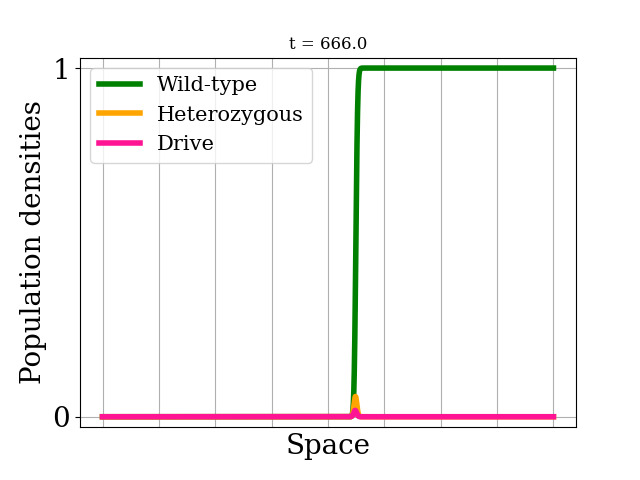 t = 666.0
1
Wild-type
Heterozygous
Drive
Population densities
0
Space